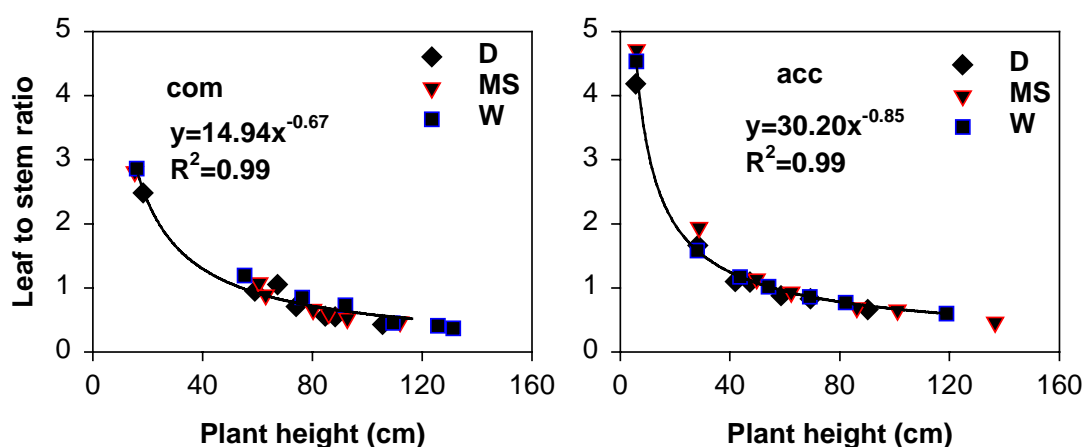 Leaf to stem ratio
5
4
3
2
1
0
com
y=14.94x^-0.67
R^2=0.99
D
MS
W
0 40 80 120 160
Plant height (cm)
5
4
3
2
1
0
acc
y=30.20x^-0.85
R^2=0.99
D
MS
W
0 40 80 120 160
Plant height (cm)